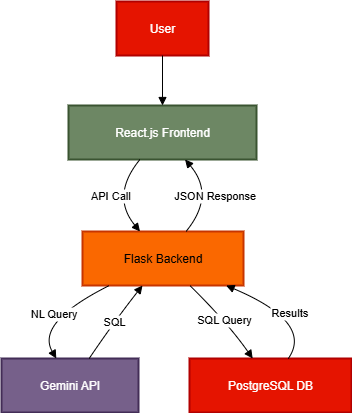 User
React.js Frontend
API Call
JSON Response
Flask Backend
NL Query
SQL
SQL Query
Results
Gemini API
PostgreSQL DB